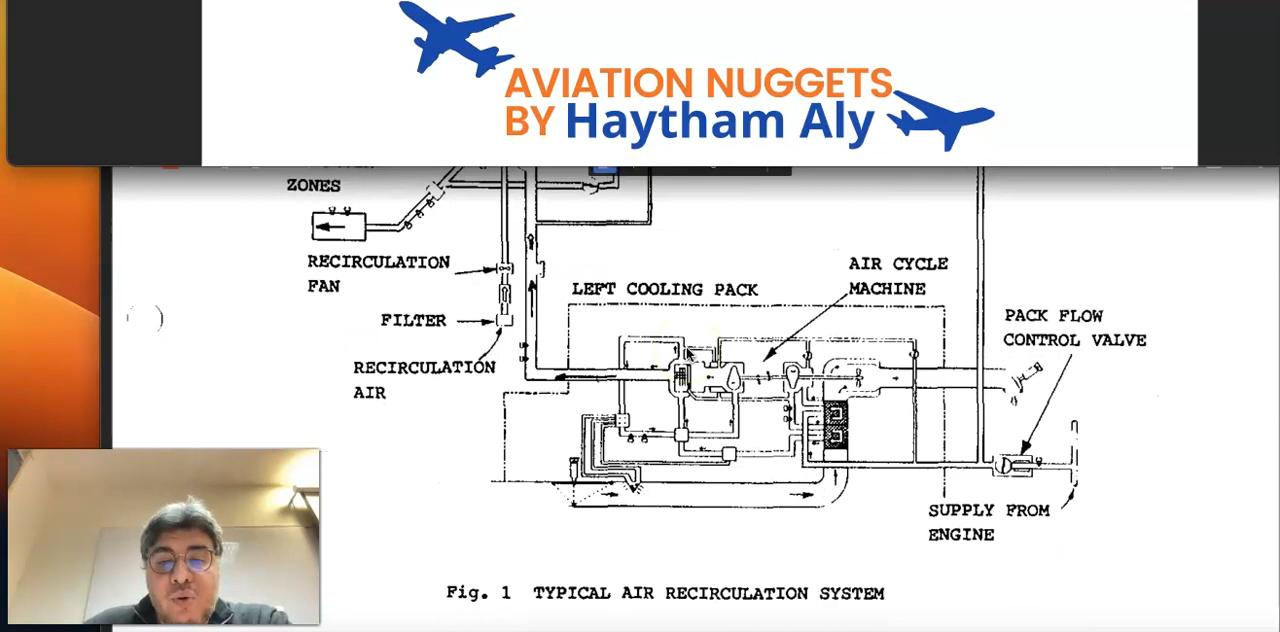 AVIATION NUGGETS
BY Haytham Aly
ZONES
RECIRCULATION
FAN
FILTER
RECIRCULATION
AIR
LEFT COOLING PACK
AIR CYCLE
MACHINE
PACK FLOW
CONTROL VALVE
SUPPLY FROM
ENGINE
Fig. 1 TYPICAL AIR RECIRCULATION SYSTEM